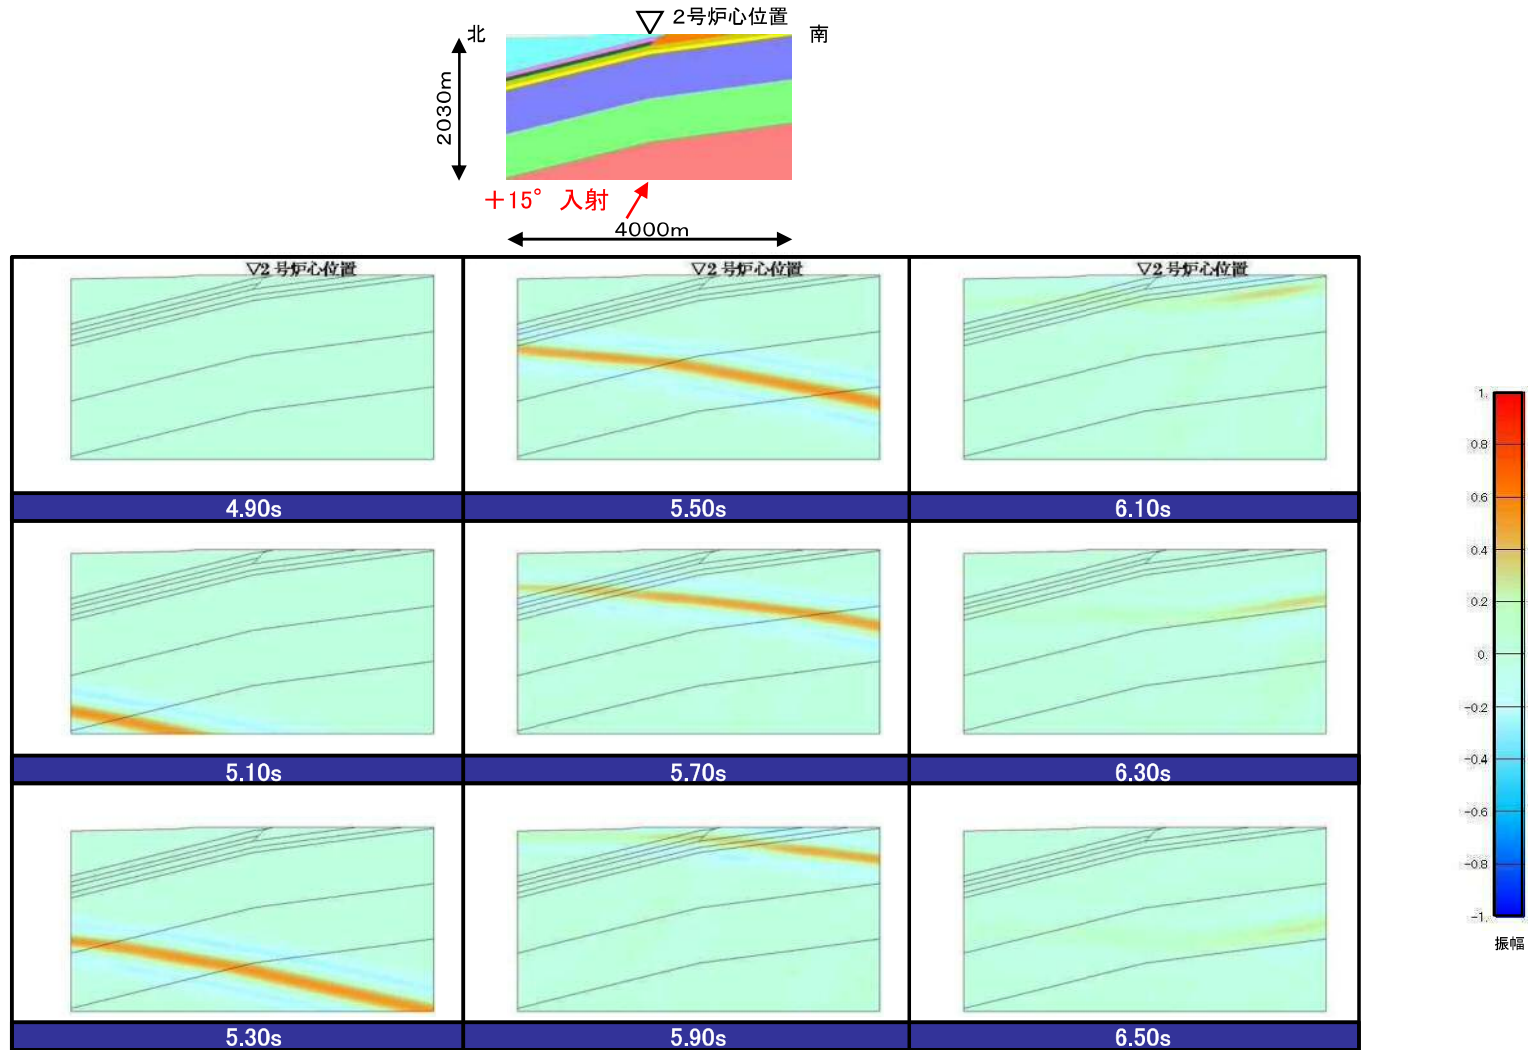 ▽ 2号炉心位置
北
南
2030m
+15° 入射
4000m
▽2 号炉心位置
▽2 号炉心位置
▽2 号炉心位置
4.90s
5.50s
6.10s
5.10s
5.70s
6.30s
5.30s
5.90s
6.50s
1.
0.8
0.6
0.4
0.2
0.
-0.2
-0.4
-0.6
-0.8
-1.
振幅